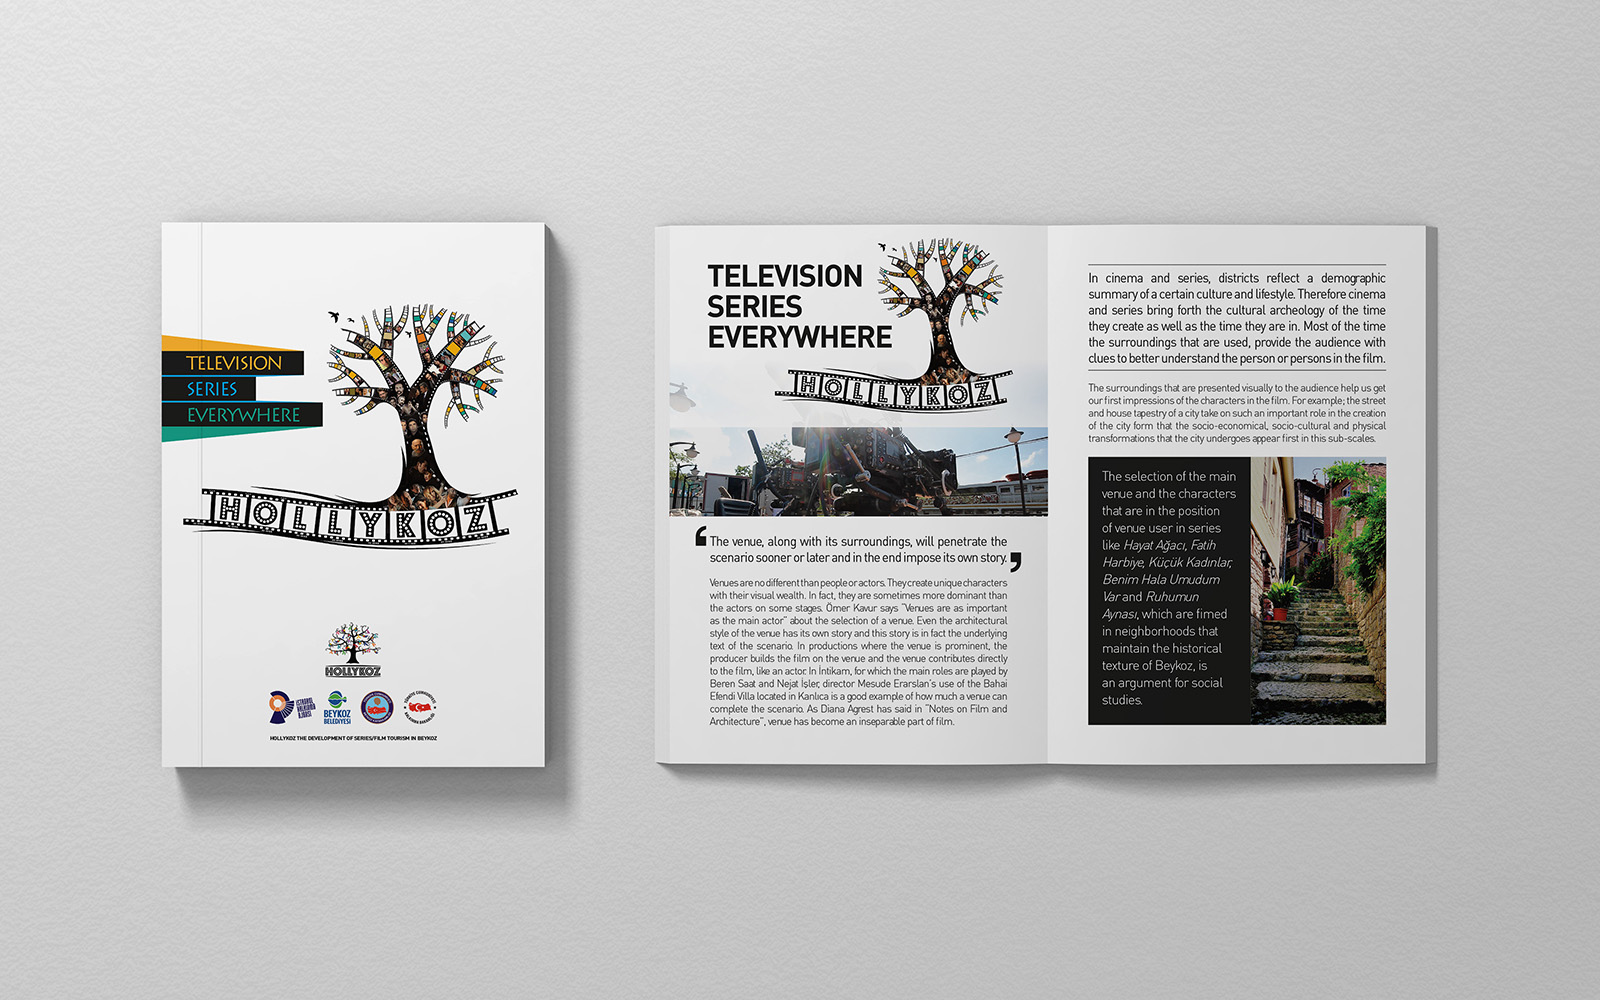 TELEVISION
SERIES
EVERYWHERE
HOLLYKOZ
HOLLYKOZ
BEYKOZ
BELEDİYESİ
HOLLYKOZ THE DEVELOPMENT OF SERIES/FILM TOURISM IN BEYKOZ
TELEVISION
SERIES
EVERYWHERE
HOLLYKOZ
The venue, along with its surroundings, will penetrate the
scenario sooner or later and in the end impose its own story.
Venues are no different than people or actors. They create unique characters
with their visual wealth. In fact, they are sometimes more dominant than
the actors on some stages. Ömer Kavur says "Venues are as important
as the main actor" about the selection of a venue. Even the architectural
style of the venue has its own story and this story is in fact the underlying
text of the scenario. In productions where the venue is prominent, the
producer builds the film on the venue and the venue contributes directly
to the film, like an actor. In İntikam, for which the main roles are played by
Beren Saat and Nejat İşler, director Mesude Erarslan's use of the Bahai
Efendi Villa located in Kanlıca is a good example of how much a venue can
complete the scenario. As Diana Agrest has said in "Notes on Film and
Architecture", venue has become an inseparable part of film.
In cinema and series, districts reflect a demographic
summary of a certain culture and lifestyle. Therefore cinema
and series bring forth the cultural archeology of the time
they create as well as the time they are in. Most of the time
the surroundings that are used, provide the audience with
clues to better understand the person or persons in the film.
The surroundings that are presented visually to the audience help us get
our first impressions of the characters in the film. For example; the street
and house tapestry of a city take on such an important role in the creation
of the city form that the socio-economical, socio-cultural and physical
transformations that the city undergoes appear first in this sub-scales.
The selection of the main
venue and the characters
that are in the position
of venue user in series
like Hayat Ağacı, Fatih
Harbiye, Küçük Kadınlar,
Benim Hala Umudum
Var and Ruhumun
Aynası, which are fimed
in neighborhoods that
maintain the historical
texture of Beykoz, is
an argument for social
studies.